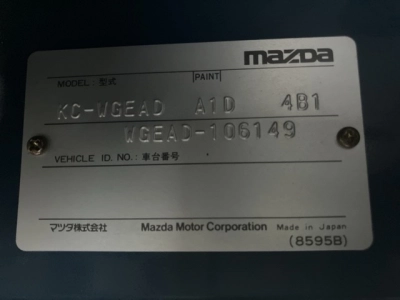 mazda
MODEL : 型式 PAINT
KC-WGEAD A1D 4B1
WGEAD-106149
VEHICLE ID. NO. : 車台番号
マツダ株式会社 Mazda Motor Corporation Made in Japan
(8595B)